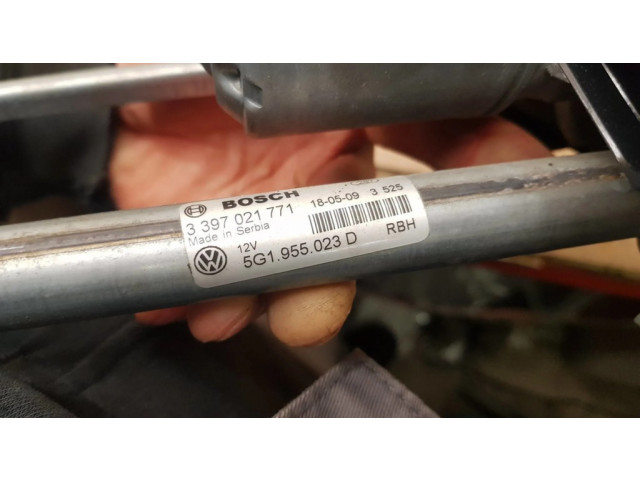 BOSCH 18-05-09 3 525
3 397 021 771
Made in Serbia
12V
5G1.955.023 D RBH